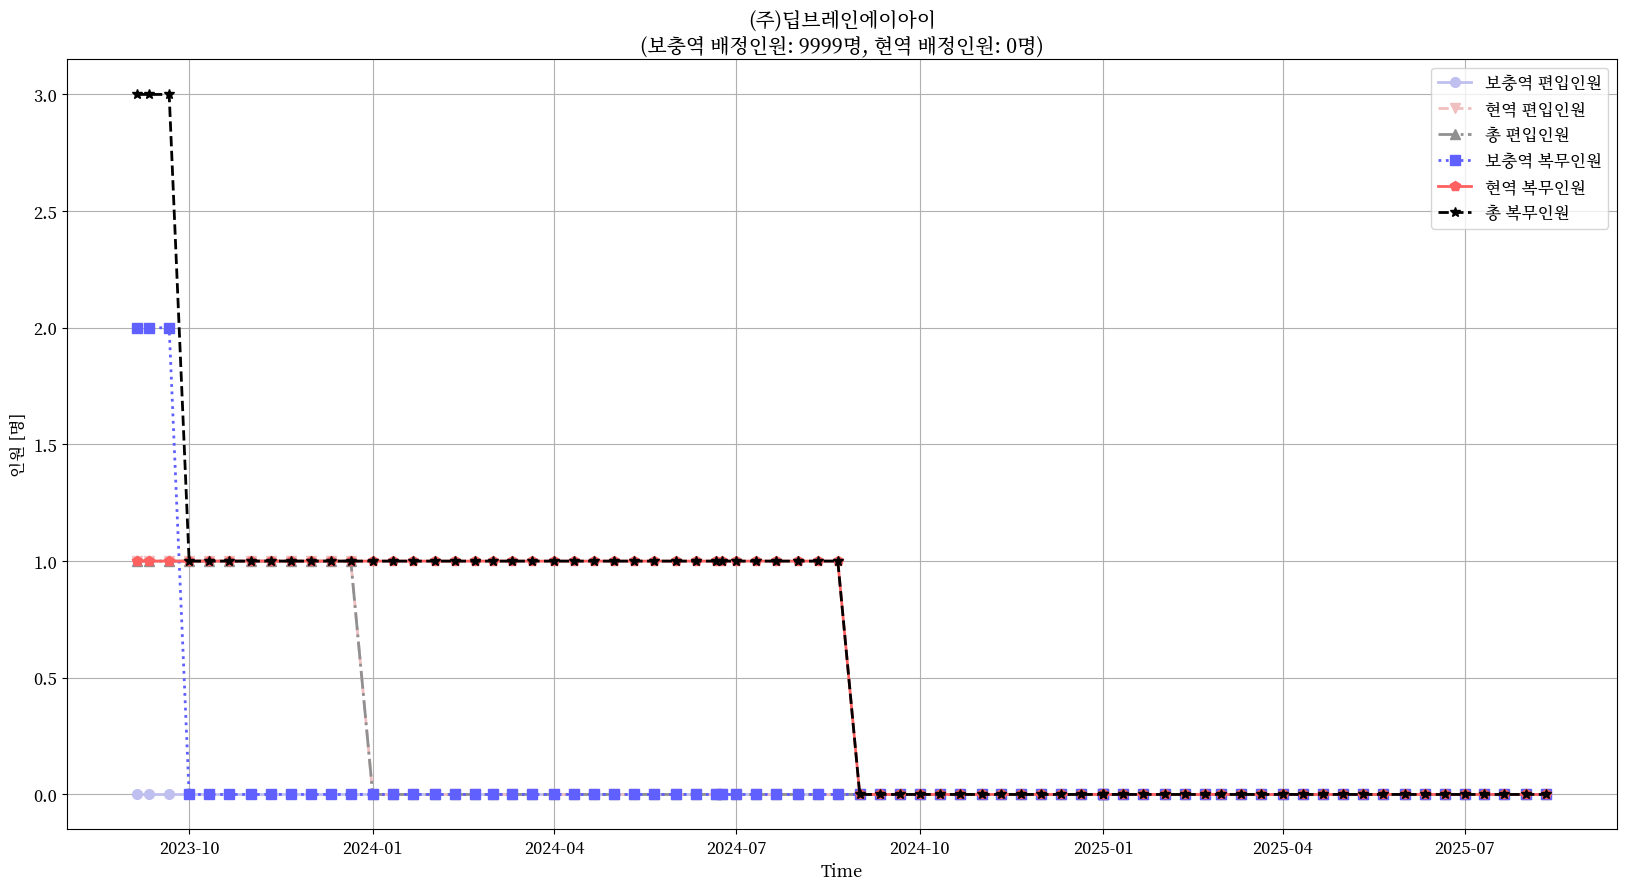 (주)딥브레인에이아이
(보충역 배정인원: 9999명, 현역 배정인원: 0명)
보충역 편입인원
현역 편입인원
총 편입인원
보충역 복무인원
현역 복무인원
총 복무인원
3.0
2.5
2.0
1.5
1.0
0.5
0.0
인원 [명]
2023-10 2024-01 2024-04 2024-07 2024-10 2025-01 2025-04 2025-07
Time